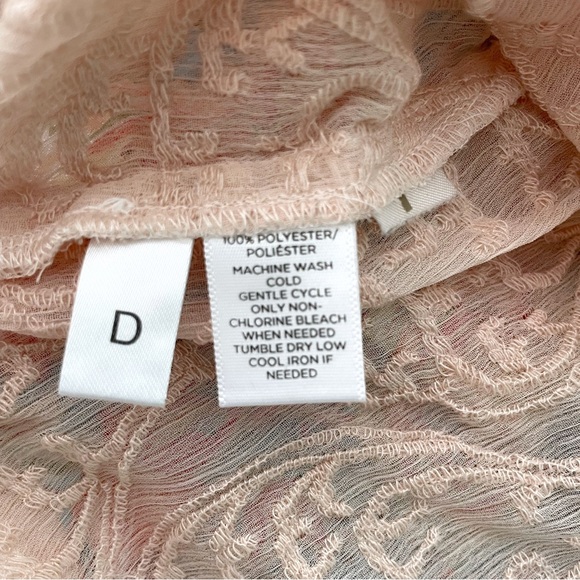 D
100% POLYESTER/
POLIÉSTER
MACHINE WASH
COLD
GENTLE CYCLE
ONLY NON-
CHLORINE BLEACH
WHEN NEEDED
TUMBLE DRY LOW
COOL IRON IF
NEEDED